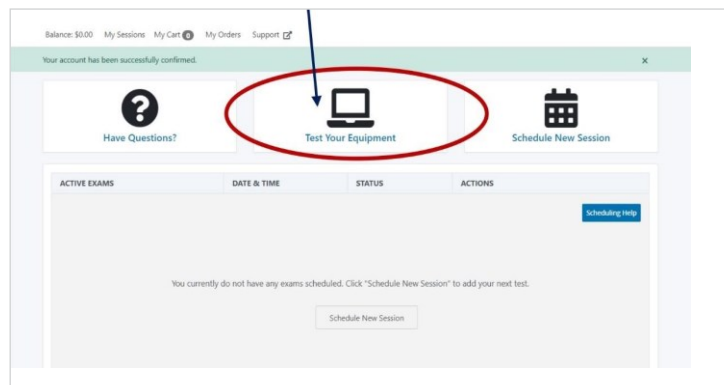 Balance: $0.00 My Sessions My Cart 0 My Orders Support
Your account has been successfully confirmed. x
Have Questions? Test Your Equipment Schedule New Session
ACTIVE EXAMS DATE & TIME STATUS ACTIONS
Scheduling Help
You currently do not have any exams scheduled. Click "Schedule New Session" to add your next test.
Schedule New Session